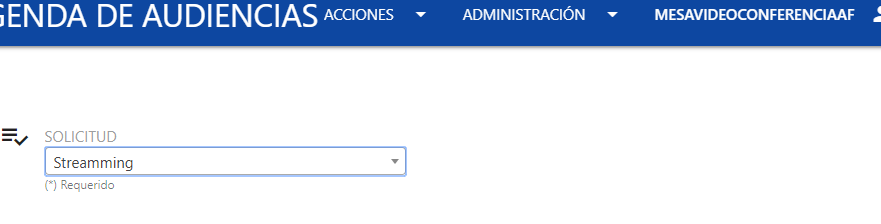 GENDA DE AUDIENCIAS ACCIONES ADMINISTRACIÓN MESAVIDEOCONFERENCIAAF
SOLICITUD
Streamming
(*) Requerido